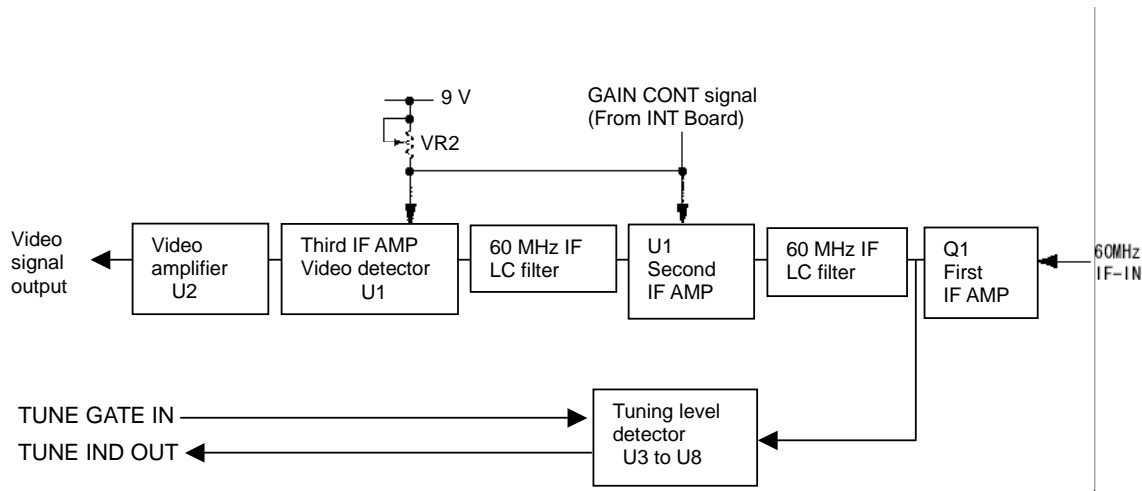 9 V
VR2
GAIN CONT signal
(From INT Board)
Video
signal
output
Video
amplifier
U2
Third IF AMP
Video detector
U1
60 MHz IF
LC filter
U1
Second
IF AMP
60 MHz IF
LC filter
Q1
First
IF AMP
60MHz
IF-IN
TUNE GATE IN
TUNE IND OUT
Tuning level
detector
U3 to U8